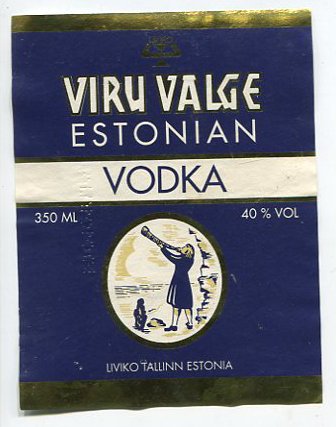 VIRU VALGE
ESTONIAN
VODKA
350 ML
40 % VOL
LIVIKO TALLINN ESTONIA